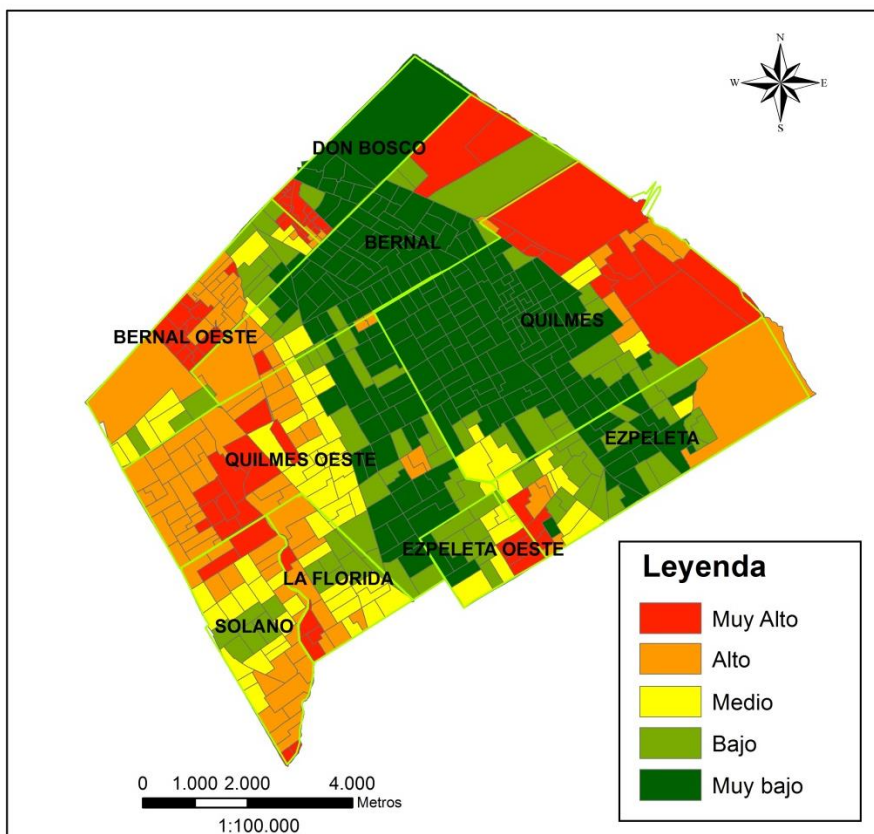 N
W E
S
DON BOSCO
BERNAL
QUILMES
BERNAL OESTE
EZPELETA
QUILMES OESTE
EZPELETA OESTE
LA FLORIDA
SOLANO
Leyenda
Muy Alto
Alto
Medio
Bajo
Muy bajo
0 1.000 2.000 4.000
Metros
1:100.000